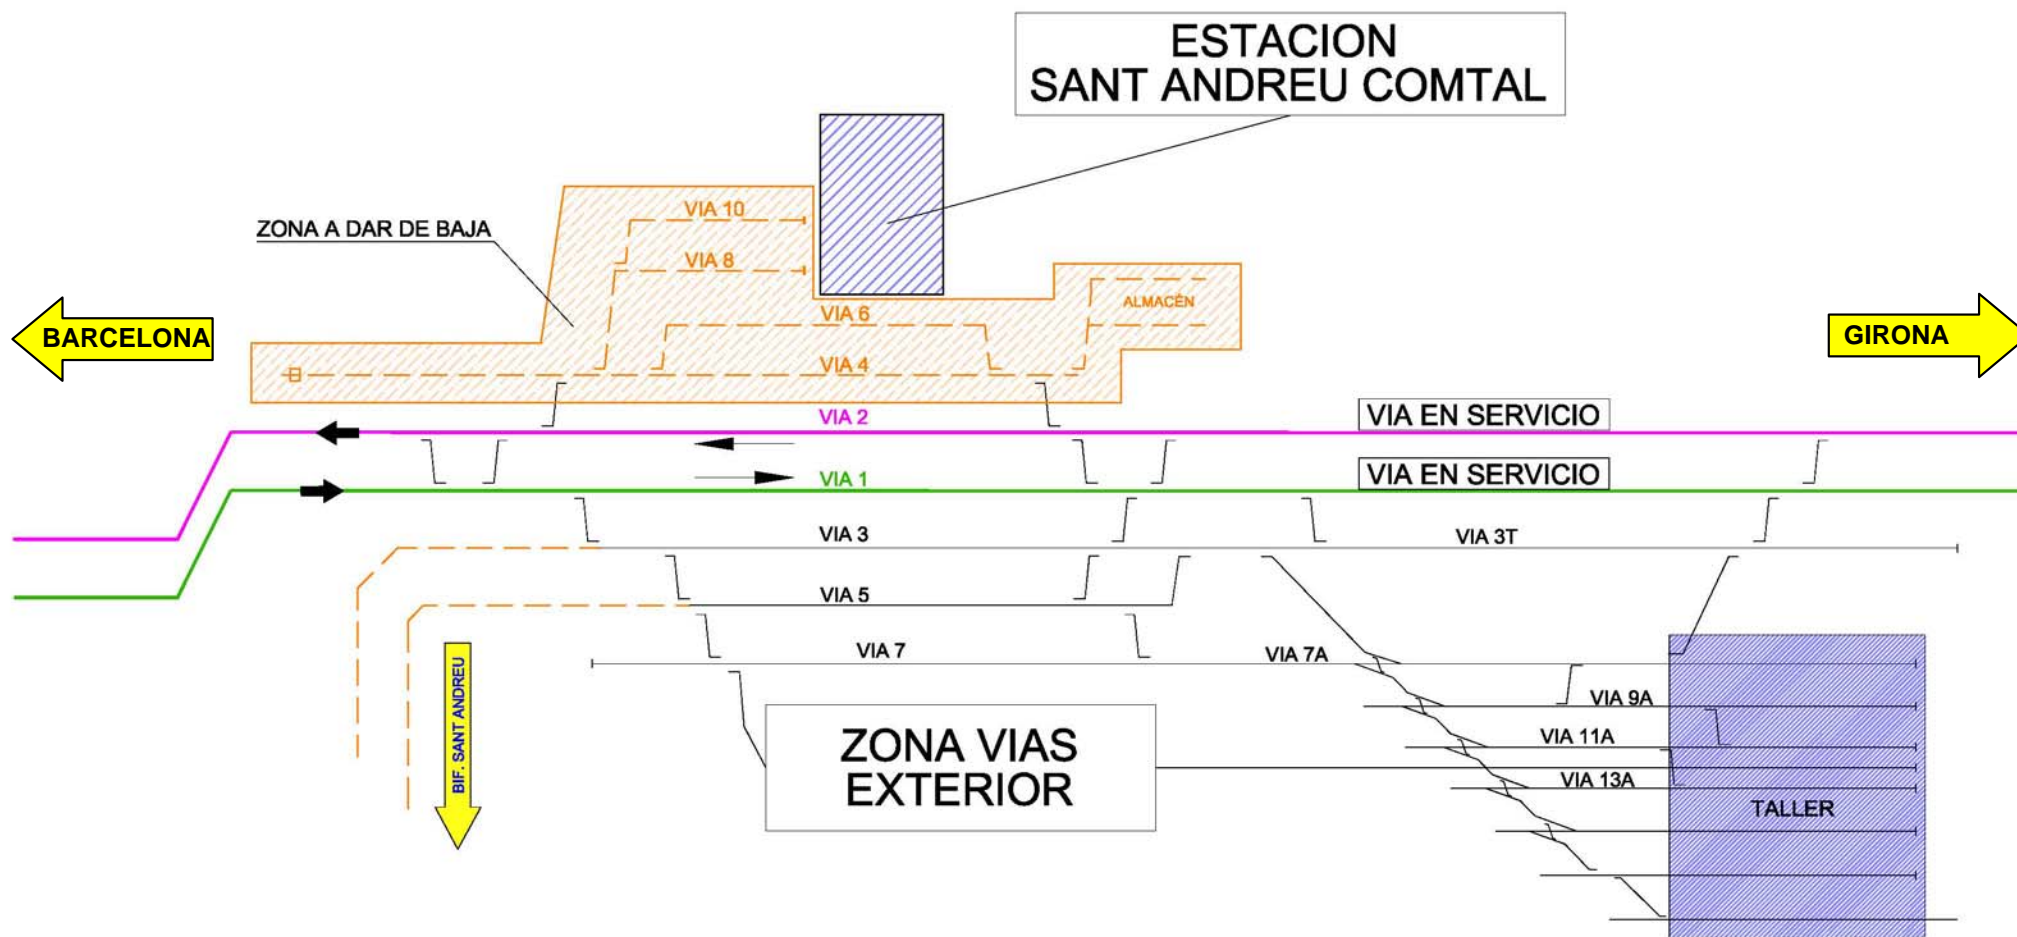 ESTACION
SANT ANDREU COMTAL
VIA 10
ZONA A DAR DE BAJA
VIA 8
ALMACÉN
VIA 6
BARCELONA
GIRONA
VIA 4
VIA 2
VIA EN SERVICIO
VIA 1
VIA EN SERVICIO
VIA 3
VIA 3T
VIA 5
VIA 7
VIA 7A
BIF. SANT ANDREU
VIA 9A
ZONA VIAS
EXTERIOR
VIA 11A
VIA 13A
TALLER